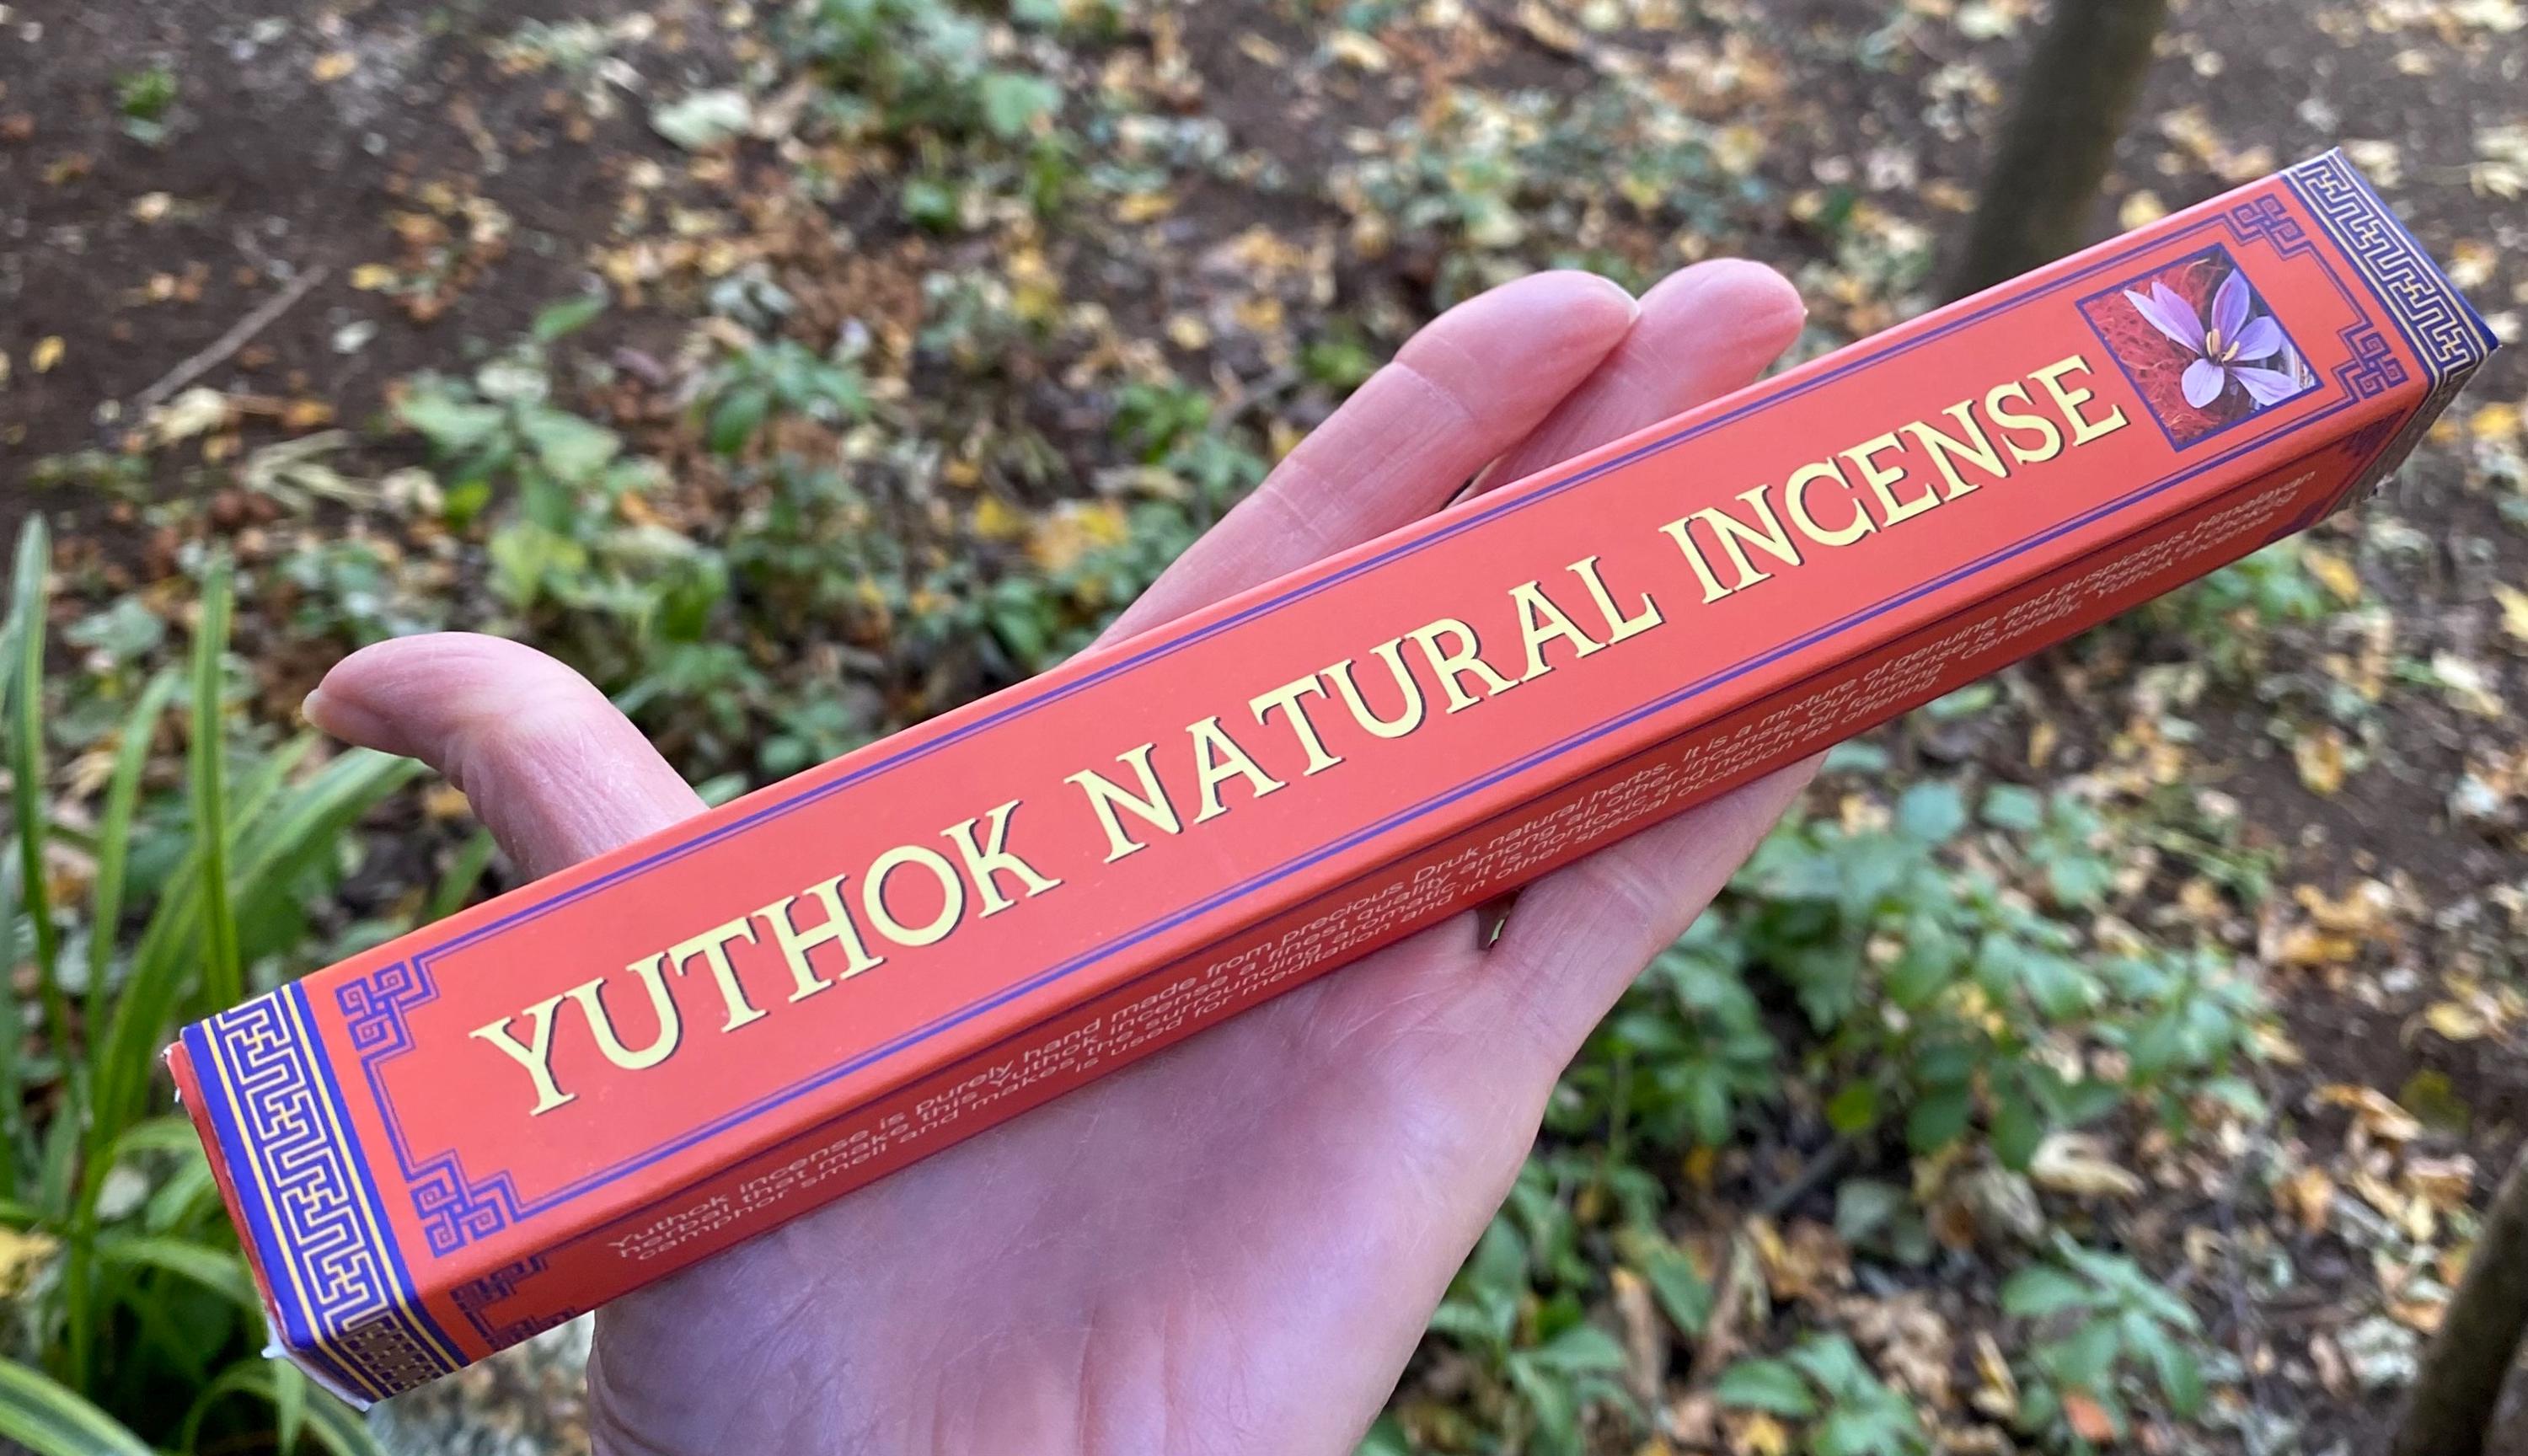 YUTHOK NATURAL INCENSE
Yuthok incense is purely hand made from precious Druk natural herbs. It is a mixture of genuine and auspicious Himalayan
herbal that make this Yuthok incense a finest quality among all other incense. Our Incense is totally absent of choking
camphor smell and makes the surrounding aromatic. It is nontoxic and non-habit forming. Generally, Yuthok incense
is used for meditation and in other special occasion as offering.